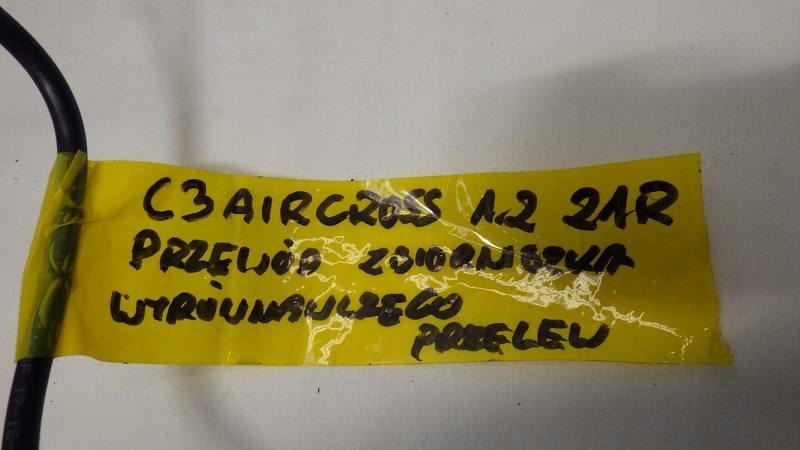 C3 AIRCROSS 1.2 21R
PRZEWÓD ZBIORNICZKA
WYRÓWNAWCZEGO
PRZELEW